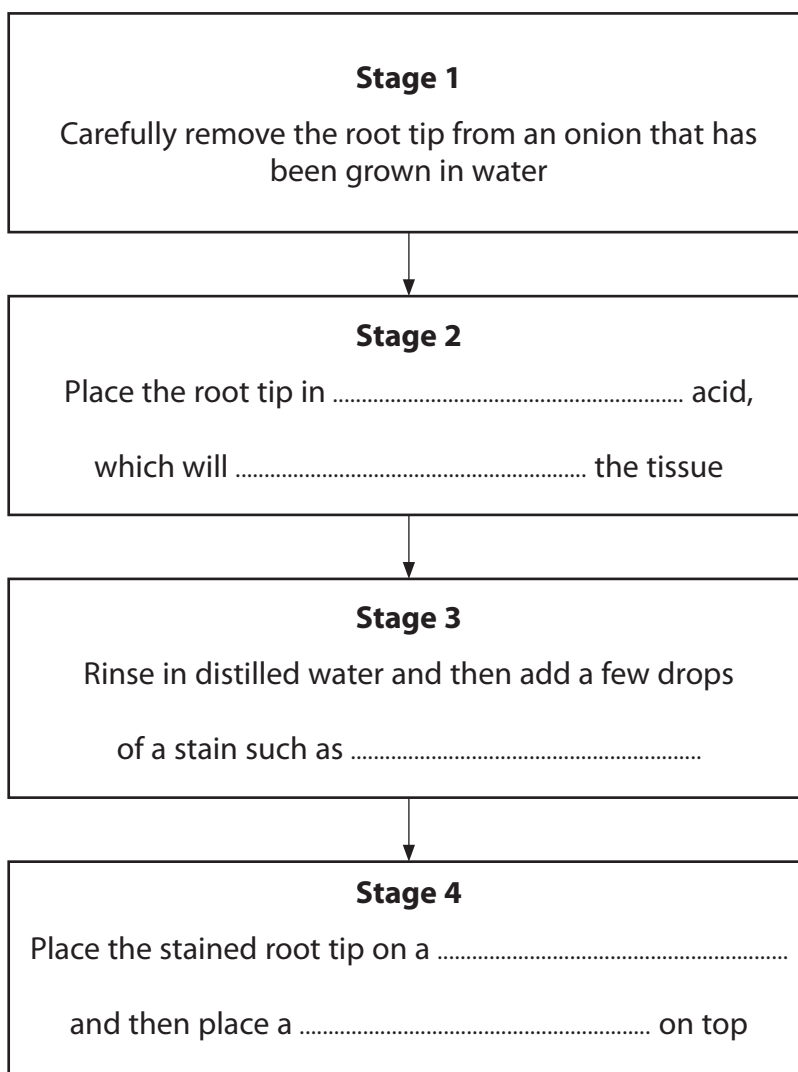 Stage 1
Carefully remove the root tip from an onion that has
been grown in water
Stage 2
Place the root tip in ........................................................ acid,
which will ........................................................ the tissue
Stage 3
Rinse in distilled water and then add a few drops
of a stain such as ........................................................
Stage 4
Place the stained root tip on a ........................................................
and then place a ........................................................ on top